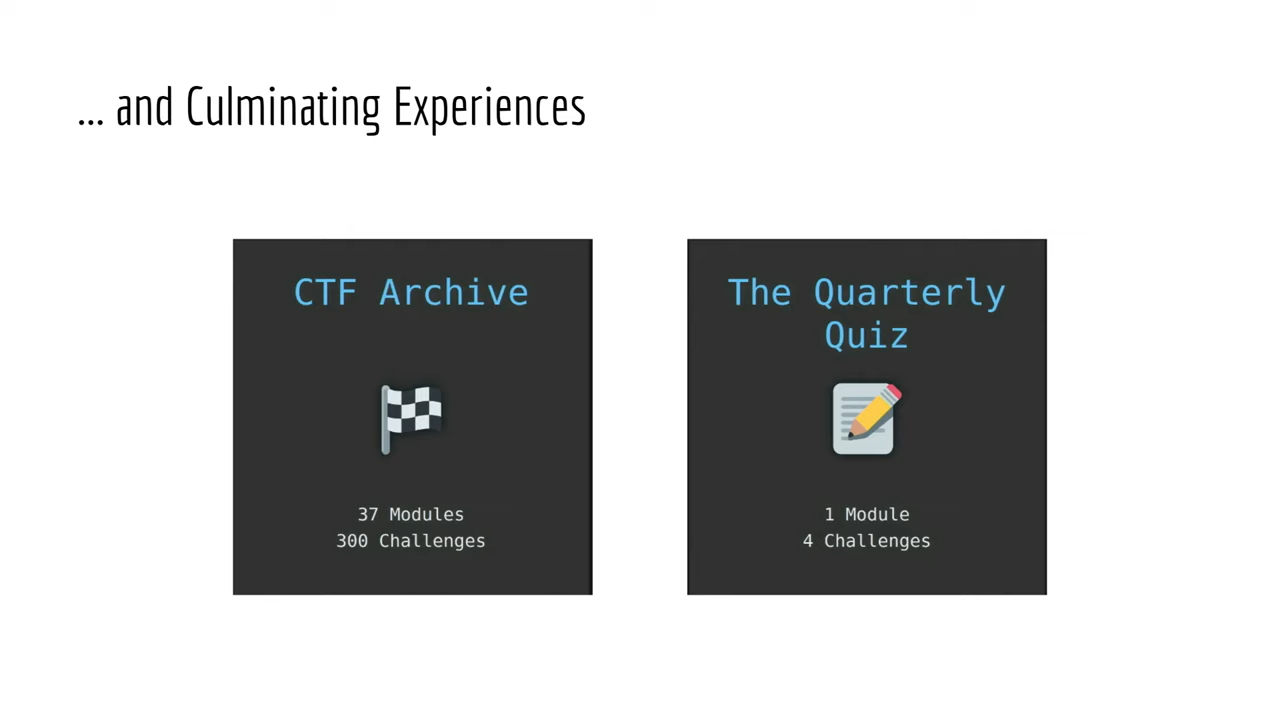 ... and Culminating Experiences
CTF Archive
37 Modules
300 Challenges
The Quarterly
Quiz
1 Module
4 Challenges